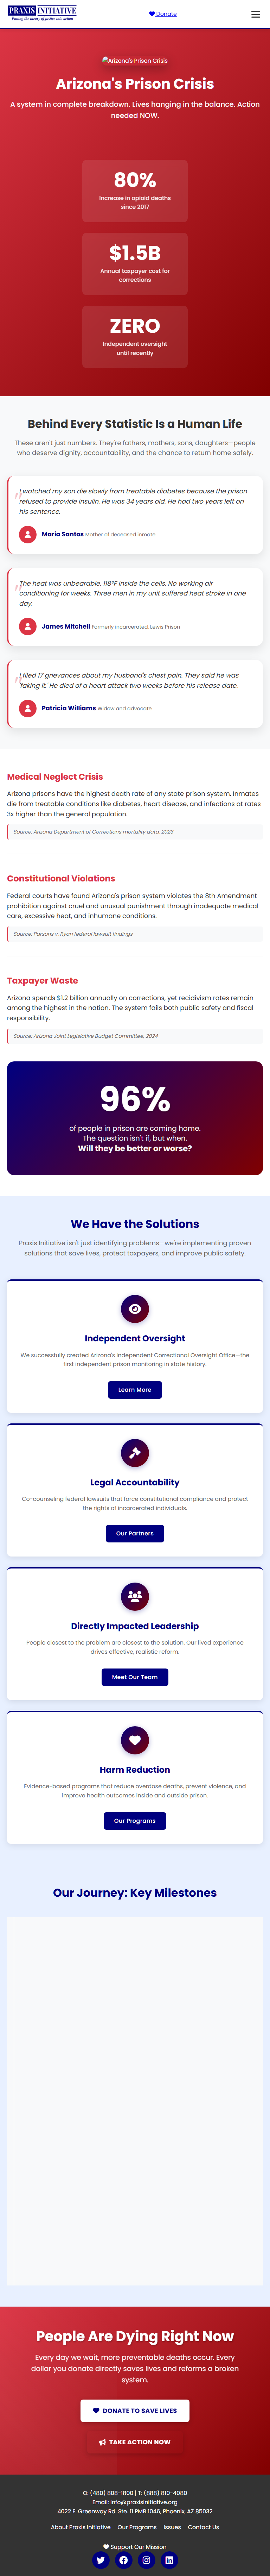 PRAXIS INITIATIVE
Putting the theory of justice into action
Donate
Arizona's Prison Crisis
Arizona's Prison Crisis
A system in complete breakdown. Lives hanging in the balance. Action
needed NOW.
80%
Increase in opioid deaths
since 2017
$1.5B
Annual taxpayer cost for
corrections
ZERO
Independent oversight
until recently
Behind Every Statistic Is a Human Life
These aren't just numbers. They're fathers, mothers, sons, daughters—people
who deserve dignity, accountability, and the chance to return home safely.
"
I watched my son die slowly from treatable diabetes because the prison
refused to provide insulin. He was 34 years old. He had two years left on
his sentence.
Maria Santos Mother of deceased inmate
"
The heat was unbearable. 118°F inside the cells. No working air
conditioning for weeks. Three men in my unit suffered heat stroke in one
day.
James Mitchell Formerly incarcerated, Lewis Prison
"
I filed 17 grievances about my husband's chest pain. They said he was
'faking it.' He died of a heart attack two weeks before his release date.
Patricia Williams Widow and advocate
Medical Neglect Crisis
Arizona prisons have the highest death rate of any state prison system. Inmates
die from treatable conditions like diabetes, heart disease, and infections at rates
3x higher than the general population.
Source: Arizona Department of Corrections mortality data, 2023
Constitutional Violations
Federal courts have found Arizona's prison system violates the 8th Amendment
prohibition against cruel and unusual punishment through inadequate medical
care, excessive heat, and inhumane conditions.
Source: Parsons v. Ryan federal lawsuit findings
Taxpayer Waste
Arizona spends $1.2 billion annually on corrections, yet recidivism rates remain
among the highest in the nation. The system fails both public safety and fiscal
responsibility.
Source: Arizona Joint Legislative Budget Committee, 2024
96%
of people in prison are coming home.
The question isn't if, but when.
Will they be better or worse?
We Have the Solutions
Praxis Initiative isn't just identifying problems—we're implementing proven
solutions that save lives, protect taxpayers, and improve public safety.
Independent Oversight
We successfully created Arizona's Independent Correctional Oversight Office—the
first independent prison monitoring in state history.
Learn More
Legal Accountability
Co-counseling federal lawsuits that force constitutional compliance and protect
the rights of incarcerated individuals.
Our Partners
Directly Impacted Leadership
People closest to the problem are closest to the solution. Our lived experience
drives effective, realistic reform.
Meet Our Team
Harm Reduction
Evidence-based programs that reduce overdose deaths, prevent violence, and
improve health outcomes inside and outside prison.
Our Programs
Our Journey: Key Milestones
People Are Dying Right Now
Every day we wait, more preventable deaths occur. Every
dollar you donate directly saves lives and reforms a broken
system.
DONATE TO SAVE LIVES
TAKE ACTION NOW
O: (480) 808-1800 | T: (888) 810-4080
Email: info@praxisinitiative.org
4022 E. Greenway Rd. Ste. 11 PMB 1046, Phoenix, AZ 85032
About Praxis Initiative Our Programs Issues Contact Us
Support Our Mission